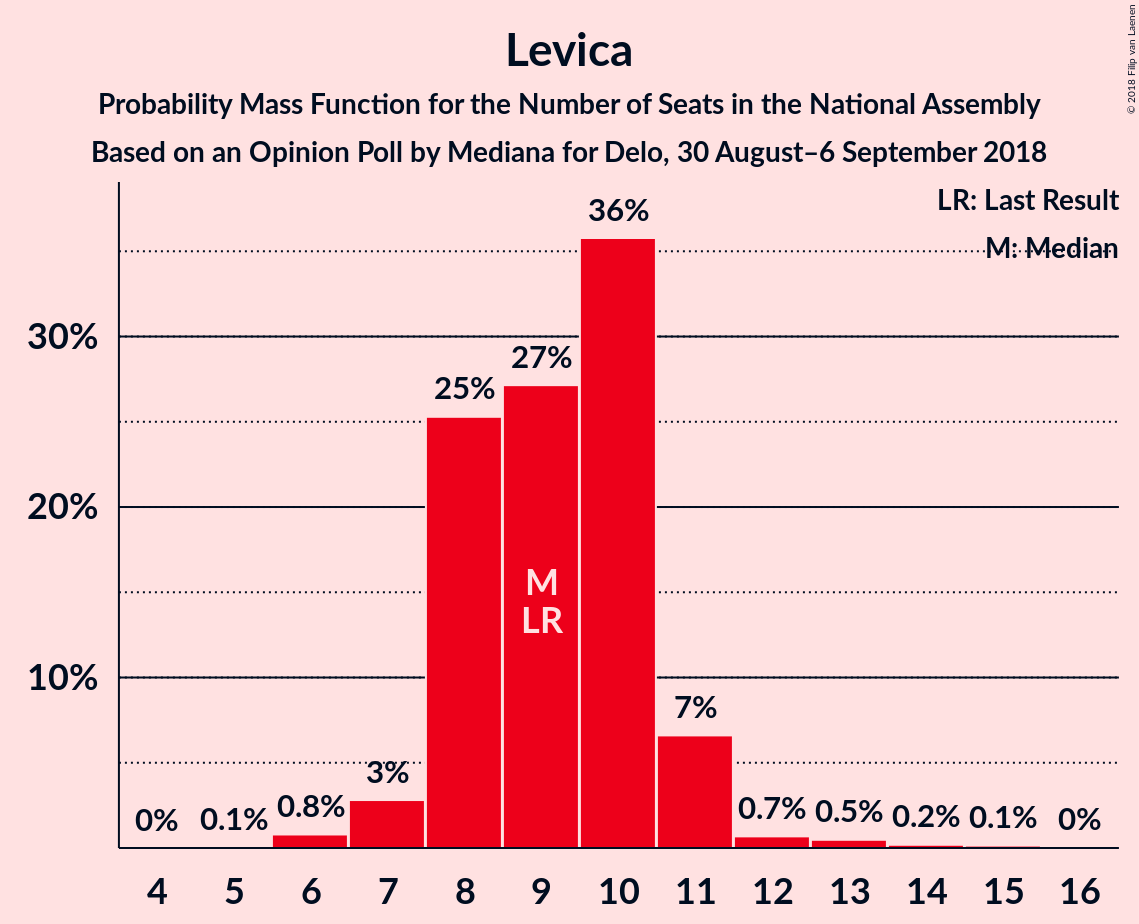 Levica
Probability Mass Function for the Number of Seats in the National Assembly
Based on an Opinion Poll by Mediana for Delo, 30 August–6 September 2018
© 2018 Filip van Laenen
LR: Last Result
M: Median
36%
30%
27%
25%
20%
M
LR
10%
7%
3%
0% 0.1% 0.8% 0.7% 0.5% 0.2% 0.1% 0%
4 5 6 7 8 9 10 11 12 13 14 15 16